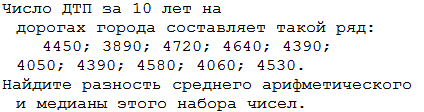 Число ДТП за 10 лет на
дорогах города составляет такой ряд:
4450; 3890; 4720; 4640; 4390;
4050; 4390; 4580; 4060; 4530.
Найдите разность среднего арифметического
и медианы этого набора чисел.